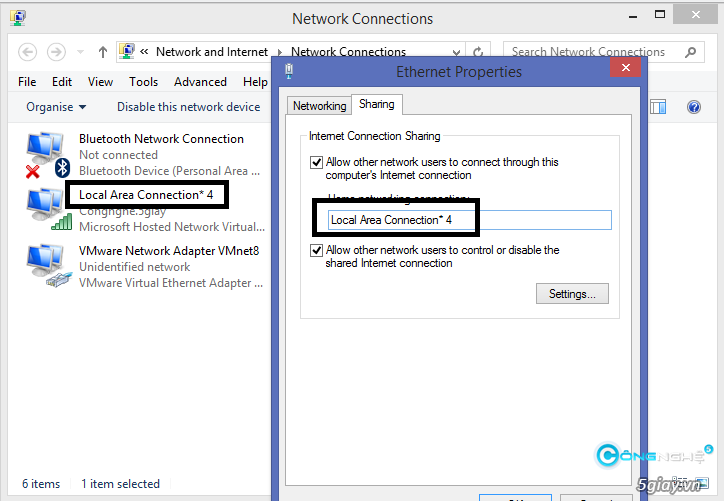 Network Connections
Network and Internet
Network Connections
Search Network Connections
File Edit View Tools Advanced Help
Organise
Disable this network device
Bluetooth Network Connection
Not connected
Bluetooth Device (Personal Area ...
Local Area Connection* 4
Congnghe.5giay
Microsoft Hosted Network Virtual...
VMware Network Adapter VMnet8
Unidentified network
VMware Virtual Ethernet Adapter ...
6 items 1 item selected
Ethernet Properties
Networking
Sharing
Internet Connection Sharing
Allow other network users to connect through this
computer's Internet connection
Home networking connection:
Local Area Connection* 4
Allow other network users to control or disable the
shared Internet connection
Settings...
CÔNGNGHỆ 5
5giay.vn